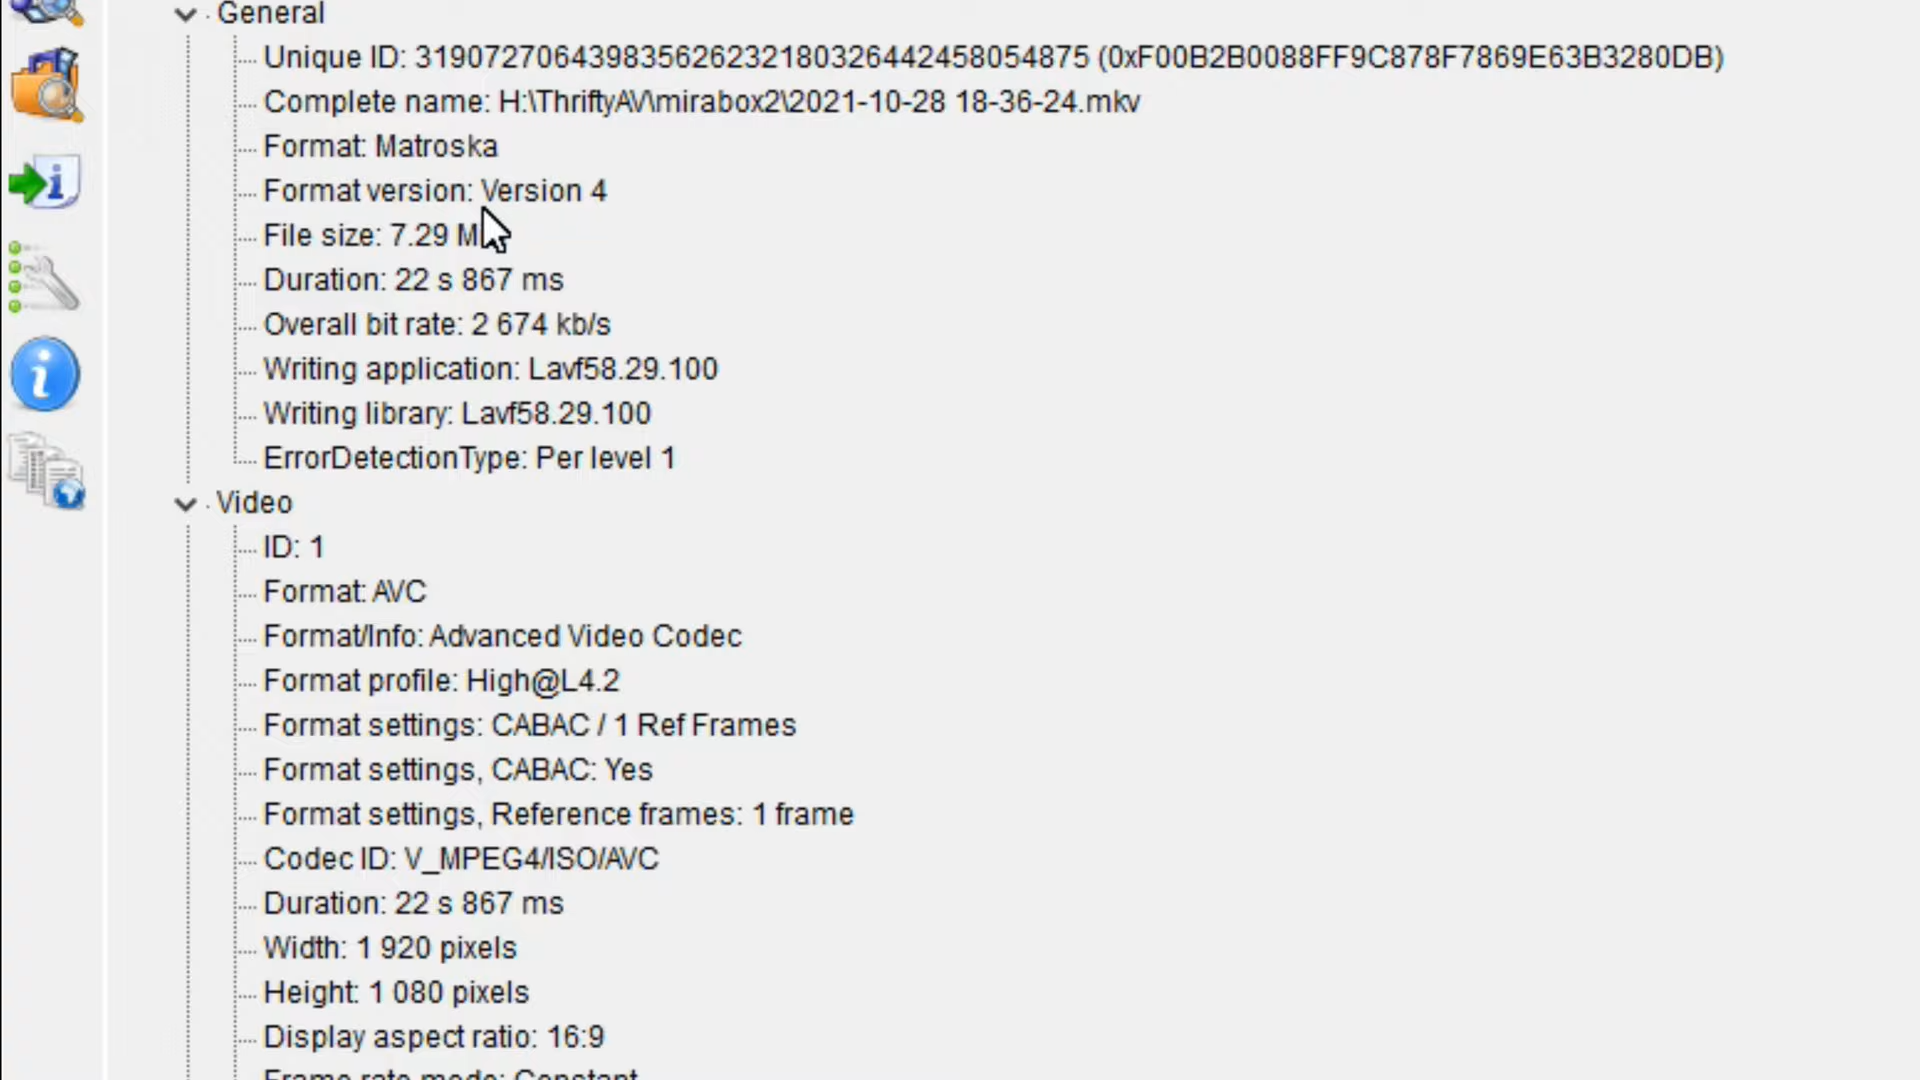 General
Unique ID: 319072706439835626232180326442458054875 (0xF00B2B0088FF9C878F7869E63B3280DB)
Complete name: H:\ThriftyAV\mirabox2\2021-10-28 18-36-24.mkv
Format: Matroska
Format version: Version 4
File size: 7.29
Duration: 22 s 867 ms
Overall bit rate: 2 674 kb/s
Writing application: Lavf58.29.100
Writing library: Lavf58.29.100
ErrorDetectionType: Per level 1
Video
ID: 1
Format: AVC
Format/Info: Advanced Video Codec
Format profile: High@L4.2
Format settings: CABAC / 1 Ref Frames
Format settings, CABAC: Yes
Format settings, Reference frames: 1 frame
Codec ID: V_MPEG4/ISO/AVC
Duration: 22 s 867 ms
Width: 1 920 pixels
Height: 1 080 pixels
Display aspect ratio: 16:9
Frame rate mode: Constant